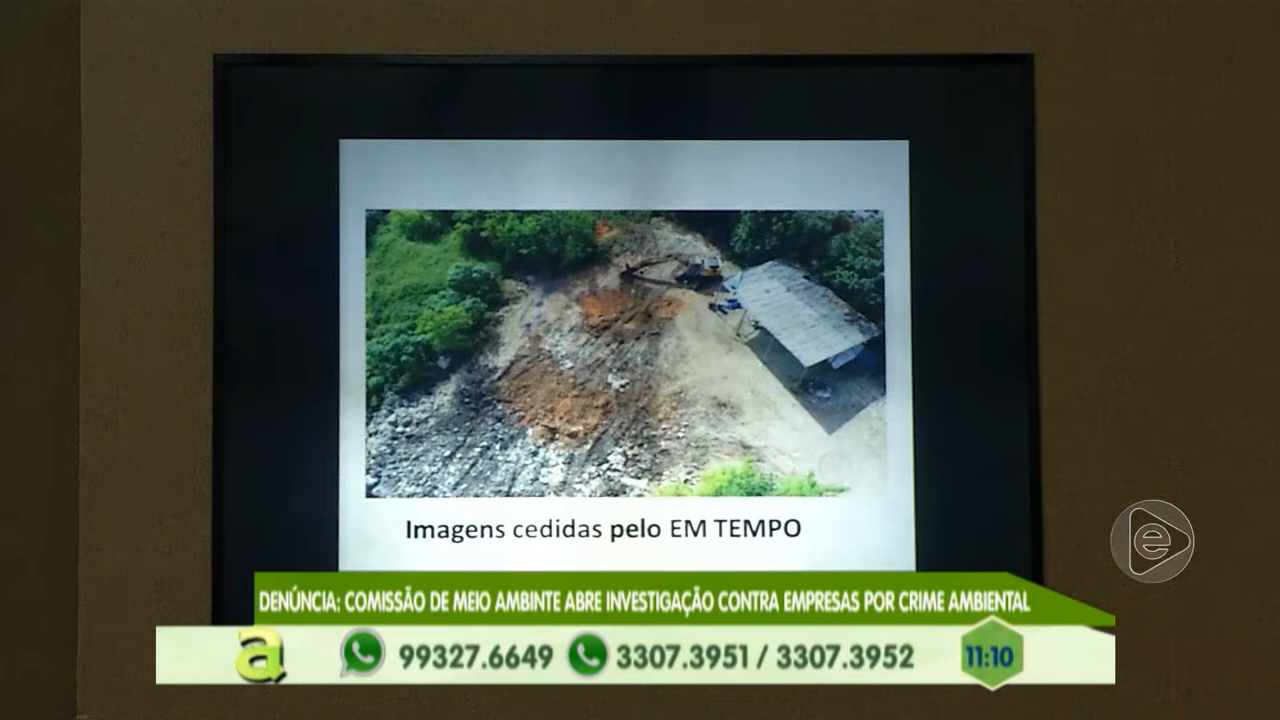 Imagens cedidas pelo EM TEMPO
e
DENÚNCIA: COMISSÃO DE MEIO AMBINTE ABRE INVESTIGAÇÃO CONTRA EMPRESAS POR CRIME AMBIENTAL
a 99327.6649 3307.3951 / 3307.3952 11:10